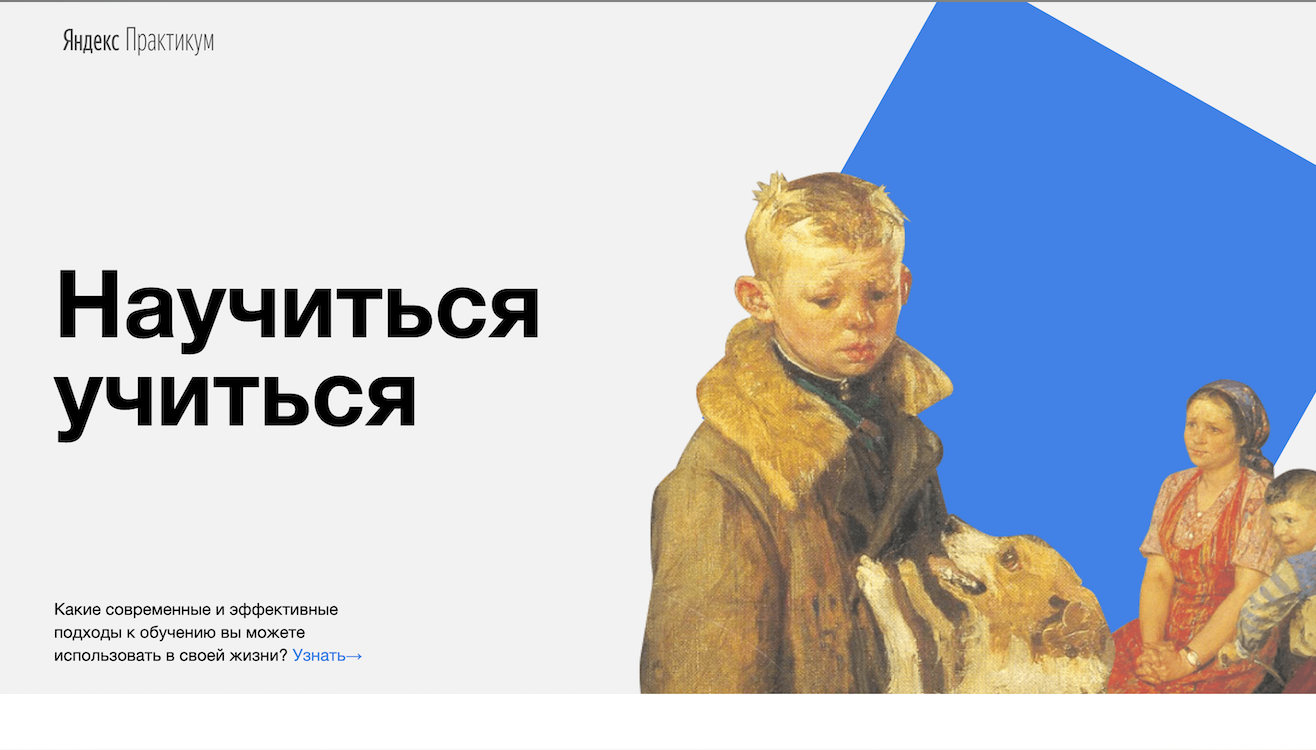 Яндекс Практикум
Научиться
учиться
Какие современные и эффективные
подходы к обучению вы можете
использовать в своей жизни? Узнать→